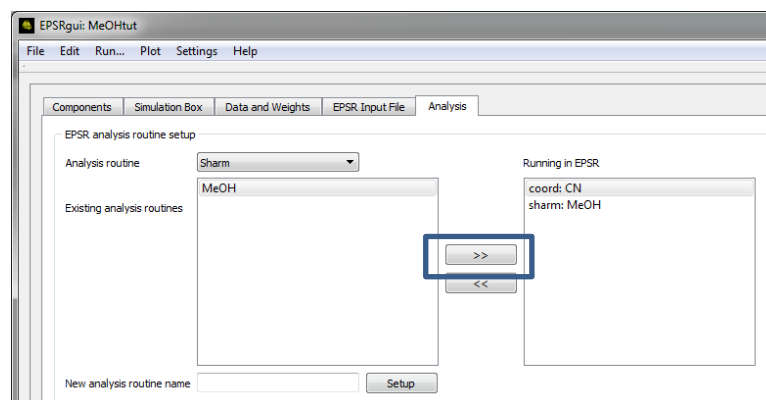 EPSRgui: MeOHtut
File Edit Run... Plot Settings Help
Components Simulation Box Data and Weights EPSR Input File Analysis
EPSR analysis routine setup
Analysis routine Sharm Running in EPSR
MeOH coord: CN
Existing analysis routines sharm: MeOH
>>
<<
New analysis routine name Setup